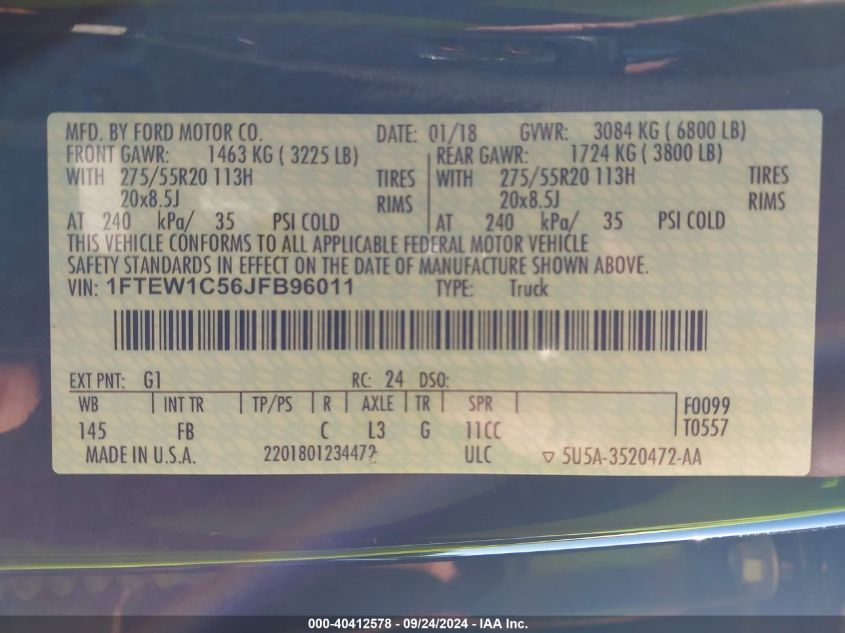 MFD. BY FORD MOTOR CO. DATE: 01/18 GVWR: 3084 KG ( 6800 LB)
FRONT GAWR: 1463 KG ( 3225 LB) REAR GAWR: 1724 KG ( 3800 LB)
WITH 275/55R20 113H TIRES WITH 275/55R20 113H TIRES
20x8.5J RIMS 20x8.5J RIMS
AT 240 kPa/ 35 PSI COLD AT 240 kPa/ 35 PSI COLD
THIS VEHICLE CONFORMS TO ALL APPLICABLE FEDERAL MOTOR VEHICLE
SAFETY STANDARDS IN EFFECT ON THE DATE OF MANUFACTURE SHOWN ABOVE.
VIN: 1FTEW1C56JFB96011 TYPE: Truck
EXT PNT: G1 RC: 24 DSO:
WB INT TR TP/PS R AXLE TR SPR F0099
145 FB C L3 G 11CC T0557
MADE IN U.S.A. 2201801234472 ULC ▽ 5U5A-3520472-AA
000-40412578 - 09/24/2024 - IAA Inc.